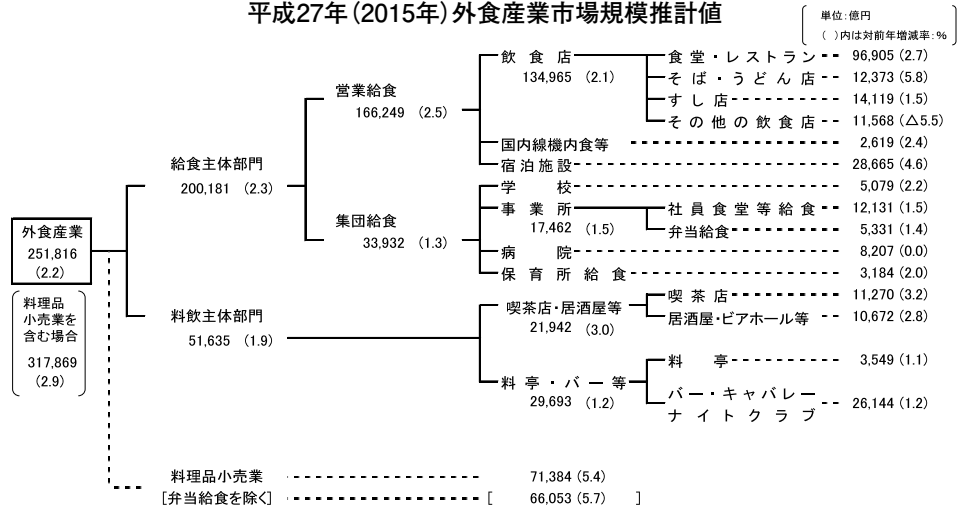 平成27年(2015年)外食産業市場規模推計値
単位:億円
( )内は対前年増減率:%
飲食店
134,965 (2.1)
食堂・レストラン 96,905 (2.7)
そば・うどん店 12,373 (5.8)
すし店 14,119 (1.5)
その他の飲食店 11,568 (△5.5)
営業給食
166,249 (2.5)
国内線機内食等 2,619 (2.4)
宿泊施設 28,665 (4.6)
給食主体部門
200,181 (2.3)
学校 5,079 (2.2)
事業所
17,462 (1.5)
社員食堂等給食 12,131 (1.5)
弁当給食 5,331 (1.4)
集団給食
33,932 (1.3)
病院 8,207 (0.0)
保育所給食 3,184 (2.0)
外食産業
251,816
(2.2)
料理品
小売業を
含む場合
317,869
(2.9)
料飲主体部門
51,635 (1.9)
喫茶店・居酒屋等
21,942 (3.0)
喫茶店 11,270 (3.2)
居酒屋・ビアホール等 10,672 (2.8)
料亭・バー等
29,693 (1.2)
料亭 3,549 (1.1)
バー・キャバレー
ナイトクラブ 26,144 (1.2)
料理品小売業 71,384 (5.4)
[弁当給食を除く] [ 66,053 (5.7) ]